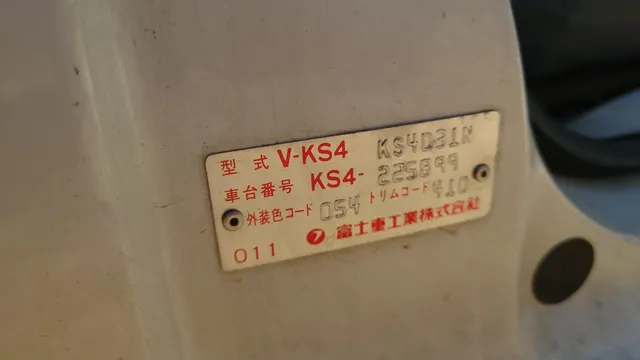 型式 V-KS4 KS4D31N
車台番号 KS4-225899
外装色コード 054 トリムコード 410
011 富士重工業株式会社